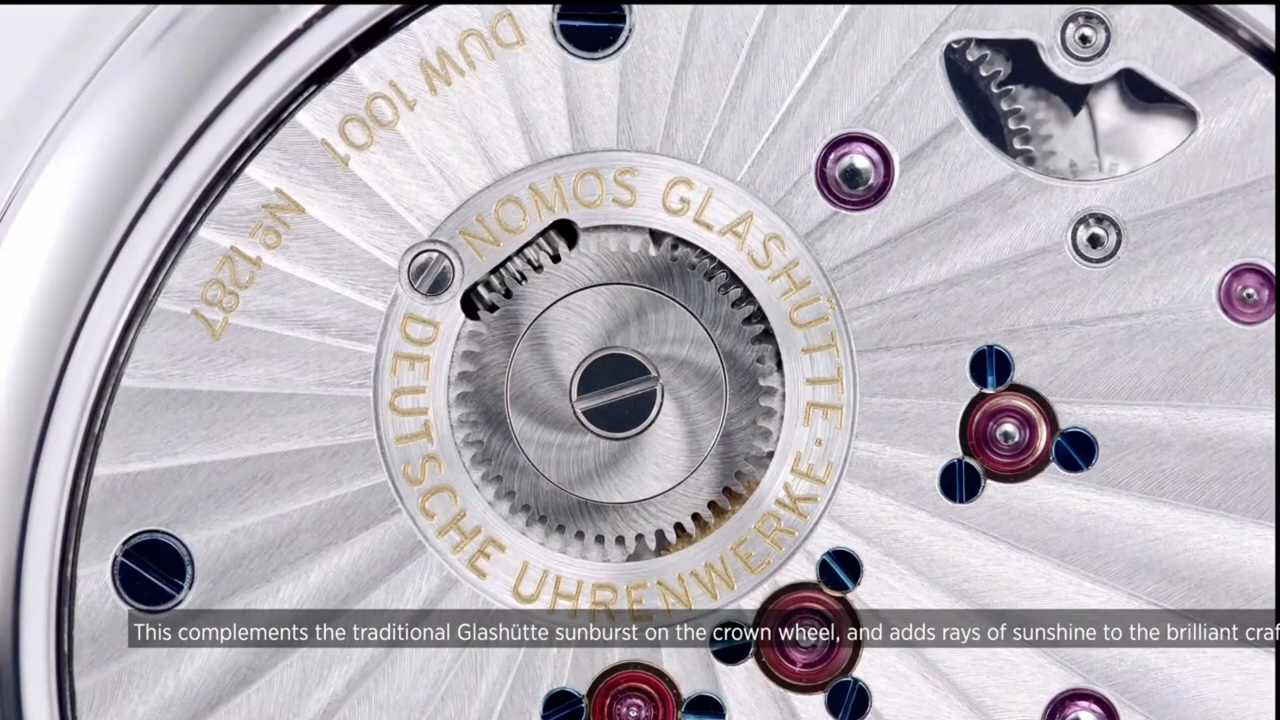 DUW 1001
№ 1287
NOMOS GLASHÜTTE ·
DEUTSCHE UHRENWERKE
This complements the traditional Glashütte sunburst on the crown wheel, and adds rays of sunshine to the brilliant